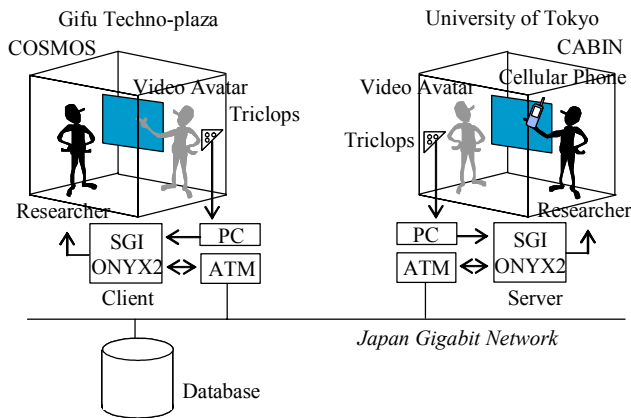 Gifu Techno-plaza
COSMOS
Video Avatar
Triclops
Researcher
PC
SGI
ONYX2
ATM
Client
University of Tokyo
CABIN
Cellular Phone
Video Avatar
Triclops
Researcher
PC
SGI
ONYX2
ATM
Server
Japan Gigabit Network
Database